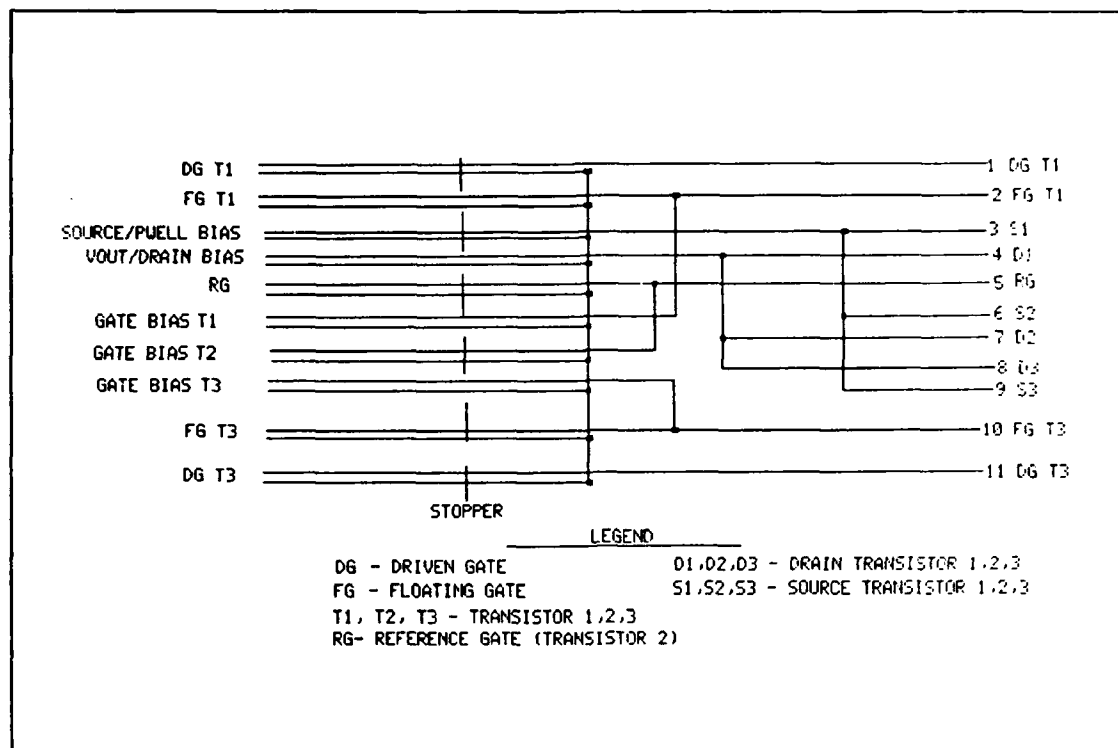 DG T1
1 DG T1
FG T1
2 FG T1
SOURCE/PWELL BIAS
3 S1
VOUT/DRAIN BIAS
4 D1
RG
5 RG
GATE BIAS T1
6 S2
GATE BIAS T2
7 D2
8 D3
GATE BIAS T3
9 S3
FG T3
10 FG T3
DG T3
11 DG T3
STOPPER
LEGEND
DG - DRIVEN GATE
D1,D2,D3 - DRAIN TRANSISTOR 1,2,3
FG - FLOATING GATE
S1,S2,S3 - SOURCE TRANSISTOR 1,2,3
T1, T2, T3 - TRANSISTOR 1,2,3
RG- REFERENCE GATE (TRANSISTOR 2)